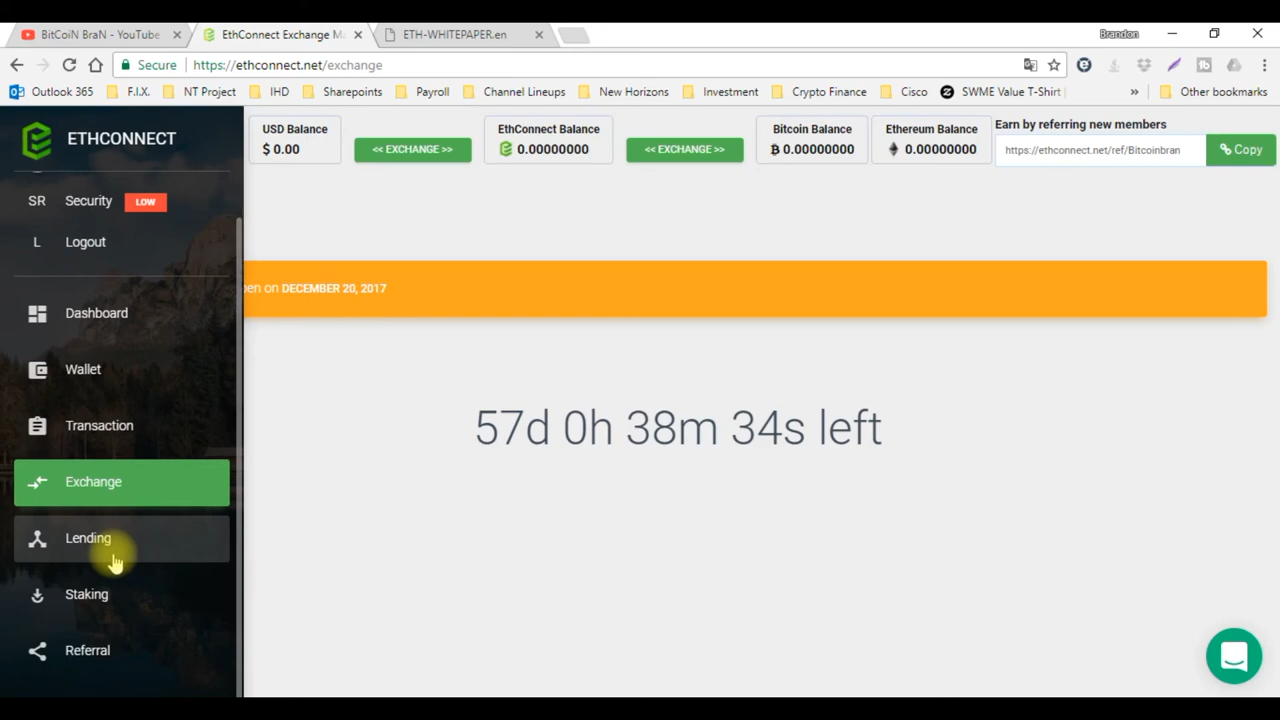 BitCoiN BraN - YouTube
EthConnect Exchange Ma
ETH-WHITEPAPER.en
Brandon
Secure
https://ethconnect.net/exchange
Outlook 365
F.I.X.
NT Project
IHD
Sharepoints
Payroll
Channel Lineups
New Horizons
Investment
Crypto Finance
Cisco
SWME Value T-Shirt
»
Other bookmarks
ETHCONNECT
USD Balance
$ 0.00
<< EXCHANGE >>
EthConnect Balance
0.00000000
<< EXCHANGE >>
Bitcoin Balance
0.00000000
Ethereum Balance
0.00000000
Earn by referring new members
https://ethconnect.net/ref/Bitcoinbran
Copy
SR Security LOW
L Logout
Dashboard
Wallet
Transaction
Exchange
Lending
Staking
Referral
on DECEMBER 20, 2017
57d 0h 38m 34s left